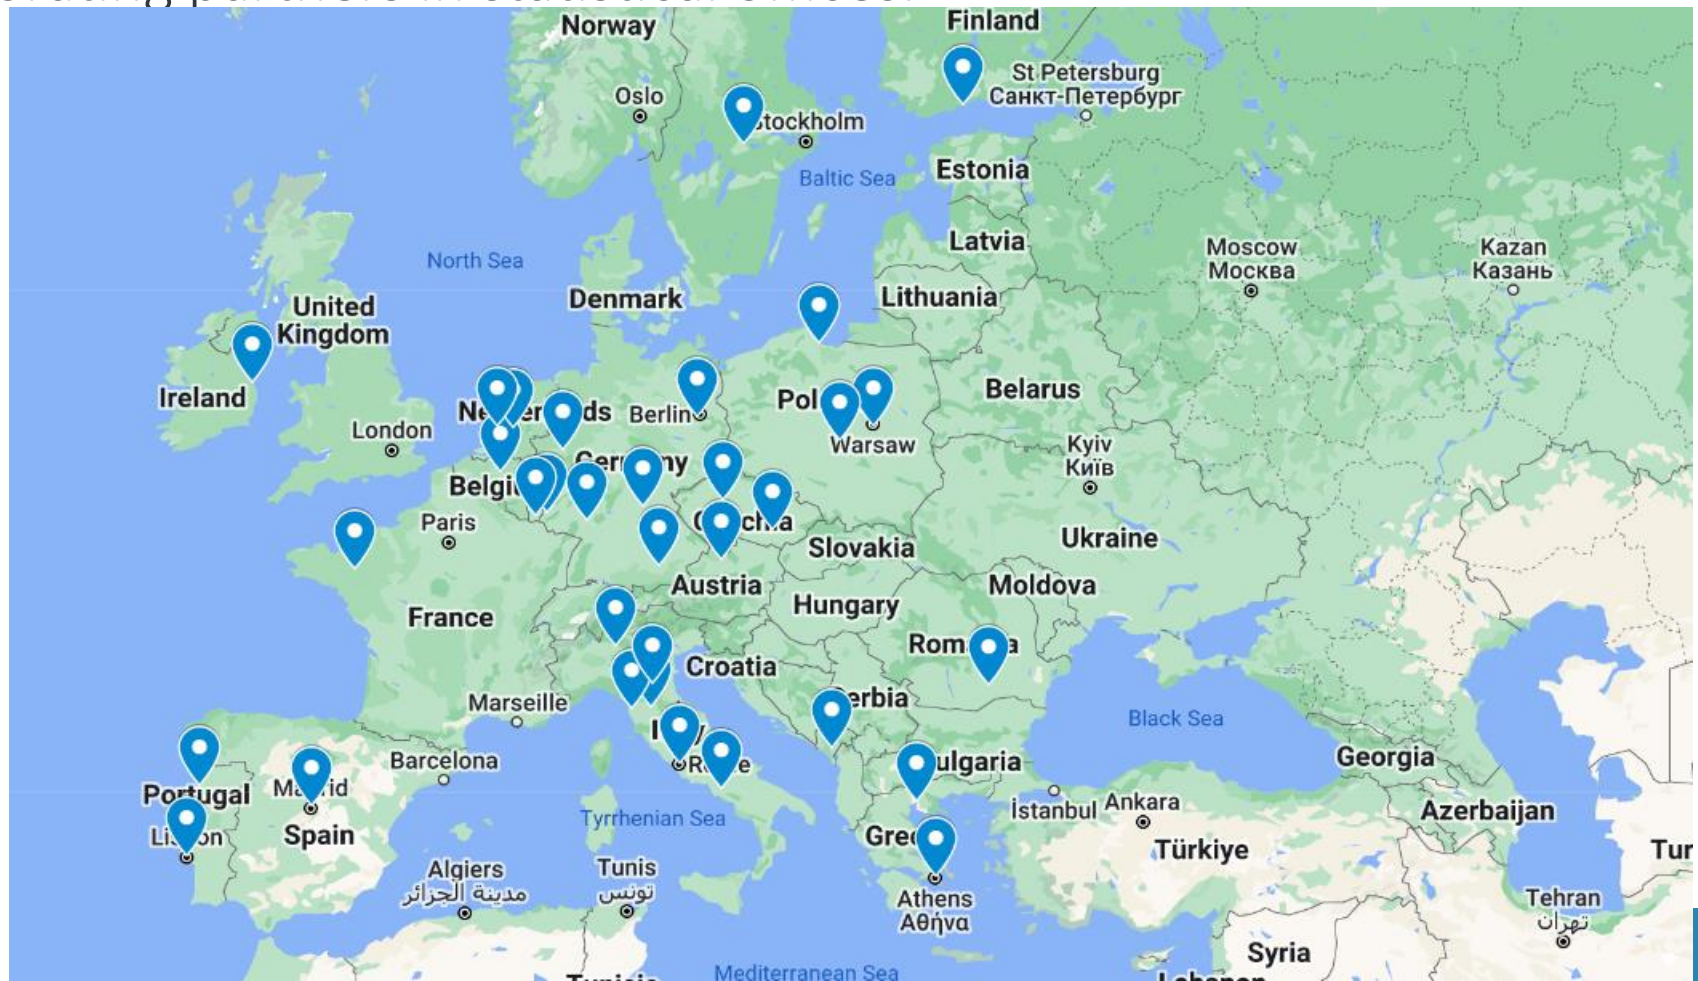 Norway
Finland
St Petersburg
Санкт-Петербург
Oslo
Stockholm
Estonia
Baltic Sea
Latvia
Moscow
Москва
Kazan
Казань
North Sea
Denmark
Lithuania
United
Kingdom
Ireland
Belarus
Berlin
London
Warsaw
Kyiv
Київ
Paris
Slovakia
Ukraine
Austria
Moldova
Hungary
France
Croatia
Marseille
Black Sea
Barcelona
Georgia
Portugal
İstanbul
Ankara
Azerbaijan
Tyrrhenian Sea
Spain
Türkiye
Algiers
مدينة الجزائر
Tunis
تونس
Athens
Αθήνα
Tehran
تهران
Syria
Mediterranean Sea